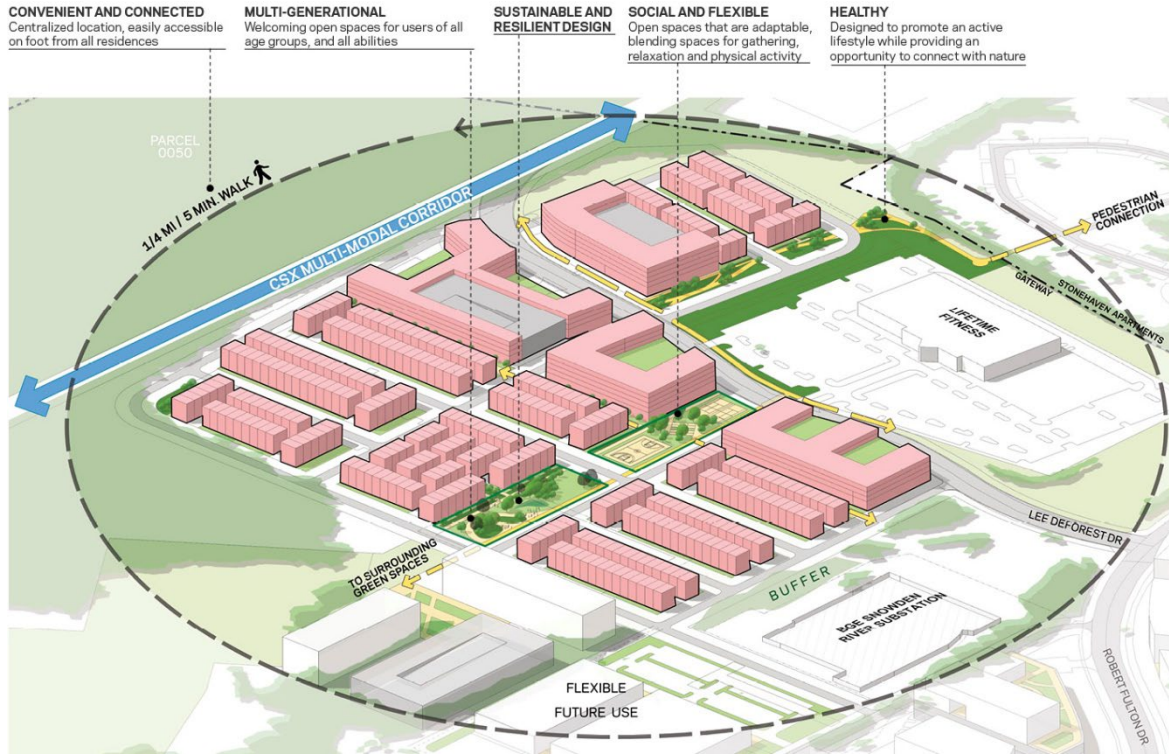 CONVENIENT AND CONNECTED
Centralized location, easily accessible
on foot from all residences
MULTI-GENERATIONAL
Welcoming open spaces for users of all
age groups, and all abilities
SUSTAINABLE AND
RESILIENT DESIGN
SOCIAL AND FLEXIBLE
Open spaces that are adaptable,
blending spaces for gathering,
relaxation and physical activity
HEALTHY
Designed to promote an active
lifestyle while providing an
opportunity to connect with nature
PARCEL
0050
1/4 MI / 5 MIN. WALK
CSX MULTI-MODAL CORRIDOR
PEDESTRIAN
CONNECTION
GATEWAY
STONEHAVEN APARTMENTS
LIFETIME
FITNESS
LEE DEFOREST DR
TO SURROUNDING
GREEN SPACES
BUFFER
BGE SNOWDEN
RIVER SUBSTATION
ROBERT FULTON DR
FLEXIBLE
FUTURE USE